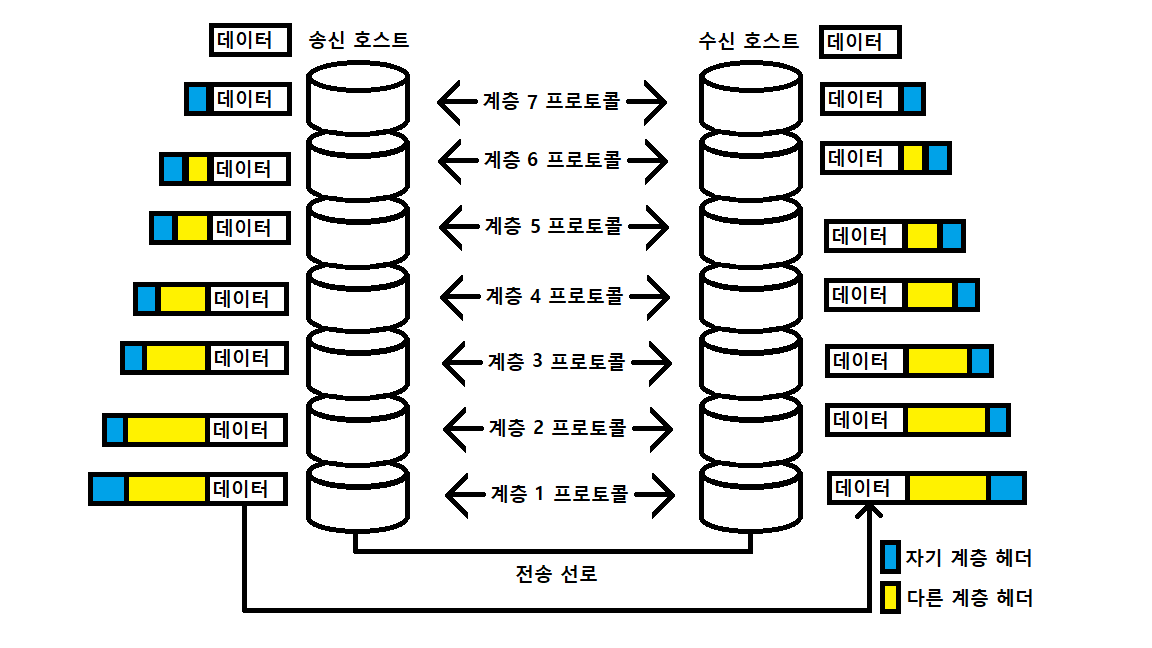 데이터 송신 호스트 수신 호스트 데이터
데이터 계층 7 프로토콜 데이터
데이터 계층 6 프로토콜 데이터
데이터 계층 5 프로토콜 데이터
데이터 계층 4 프로토콜 데이터
데이터 계층 3 프로토콜 데이터
데이터 계층 2 프로토콜 데이터
데이터 계층 1 프로토콜 데이터
전송 선로
자기 계층 헤더
다른 계층 헤더